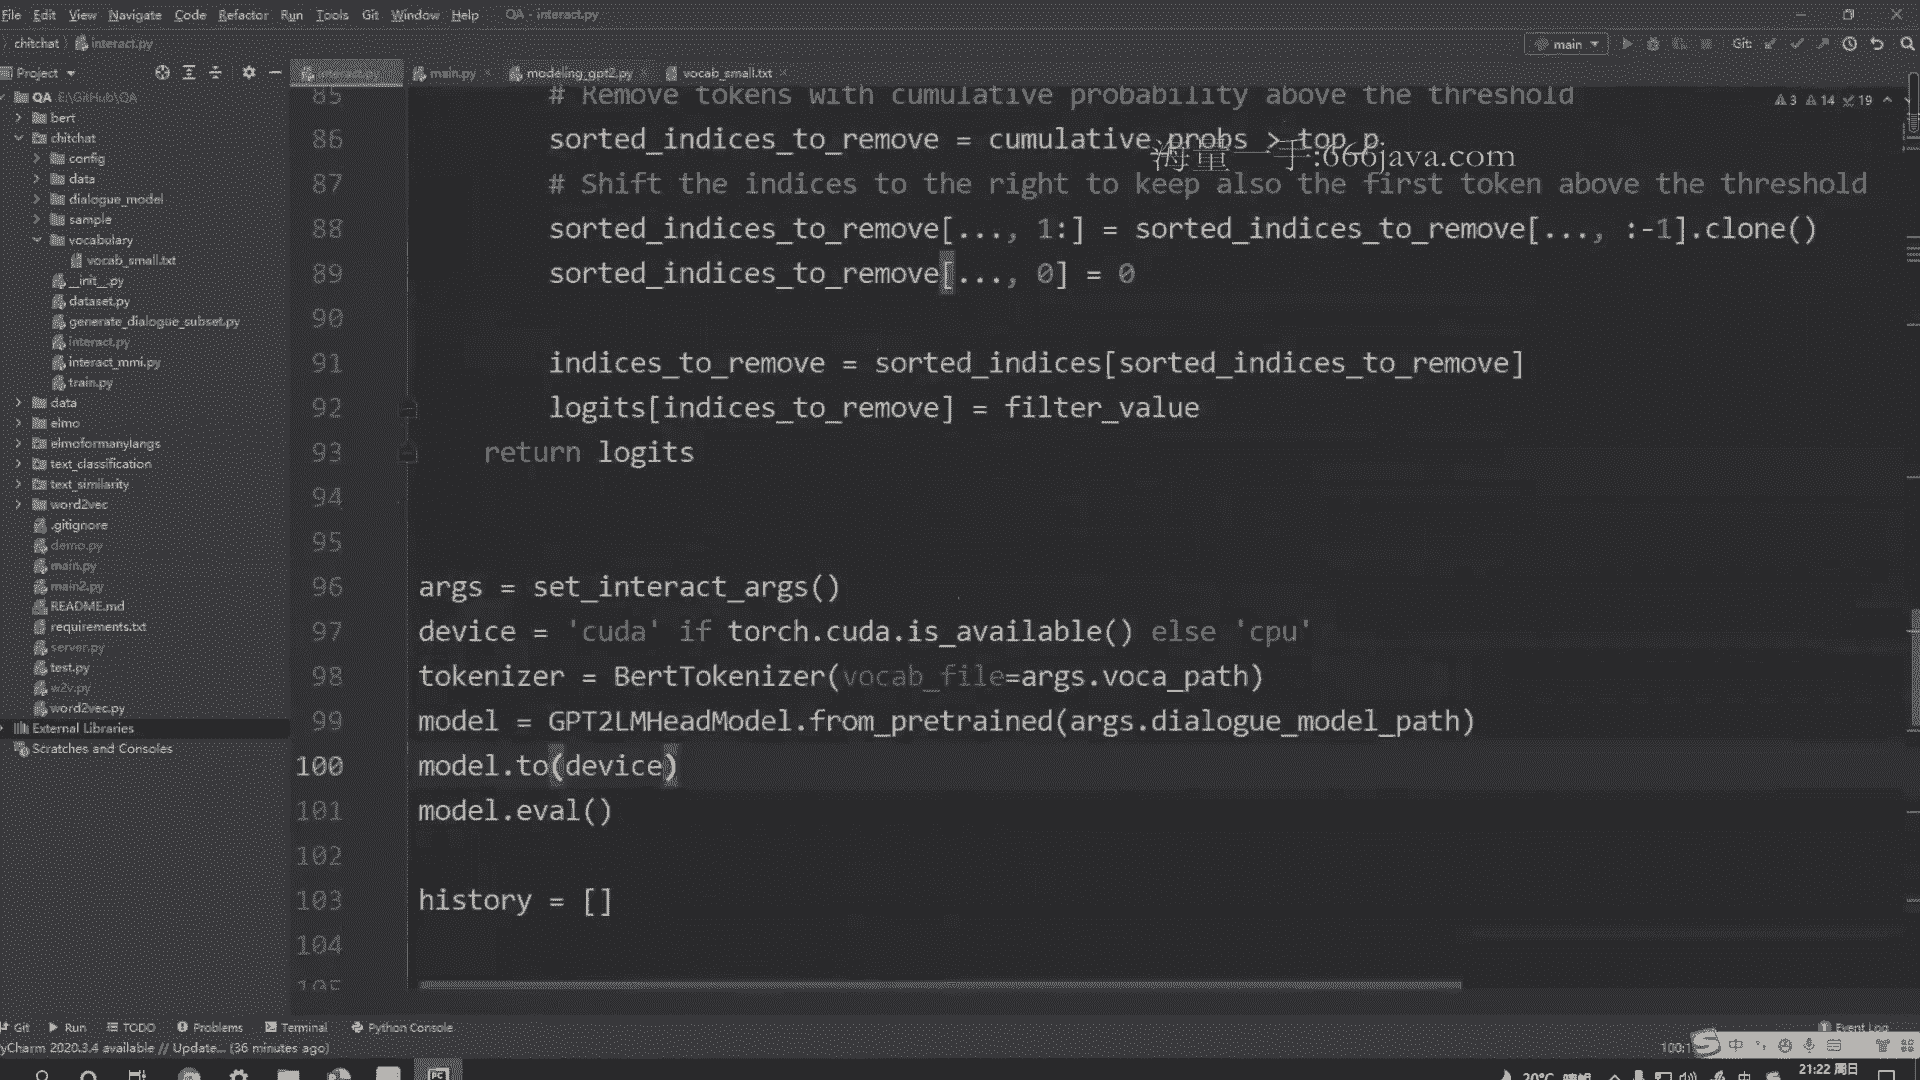 File Edit View Navigate Code Refactor Run Tools Git Window Help QA - interact.py
chitchat interact.py main Git:
Project interact.py main.py modeling_gpt2.py vocab_small.txt
QA E:\GitHub\QA
bert
chitchat
config
data
dialogue_model
sample
vocabulary
vocab_small.txt
__init__.py
dataset.py
generate_dialogue_subset.py
interact.py
interact_mmi.py
train.py
data
elmo
elmoformanylangs
text_classification
text_similarity
word2vec
.gitignore
demo.py
main.py
main2.py
README.md
requirements.txt
server.py
test.py
w2v.py
word2vec.py
External Libraries
Scratches and Consoles
3 14 19
85 # Remove tokens with cumulative probability above the threshold
86 sorted_indices_to_remove = cumulative_probs > top_p
海量一手:666java.com
87 # Shift the indices to the right to keep also the first token above the threshold
88 sorted_indices_to_remove[..., 1:] = sorted_indices_to_remove[..., :-1].clone()
89 sorted_indices_to_remove[..., 0] = 0
90
91 indices_to_remove = sorted_indices[sorted_indices_to_remove]
92 logits[indices_to_remove] = filter_value
93 return logits
94
95
96 args = set_interact_args()
97 device = 'cuda' if torch.cuda.is_available() else 'cpu'
98 tokenizer = BertTokenizer(vocab_file=args.voca_path)
99 model = GPT2LMHeadModel.from_pretrained(args.dialogue_model_path)
100 model.to(device)
101 model.eval()
102
103 history = []
104
105
Git Run TODO Problems Terminal Python Console Event Log
yCharm 2020.3.4 available // Update... (36 minutes ago) 中
20°C 中 21:22 周日